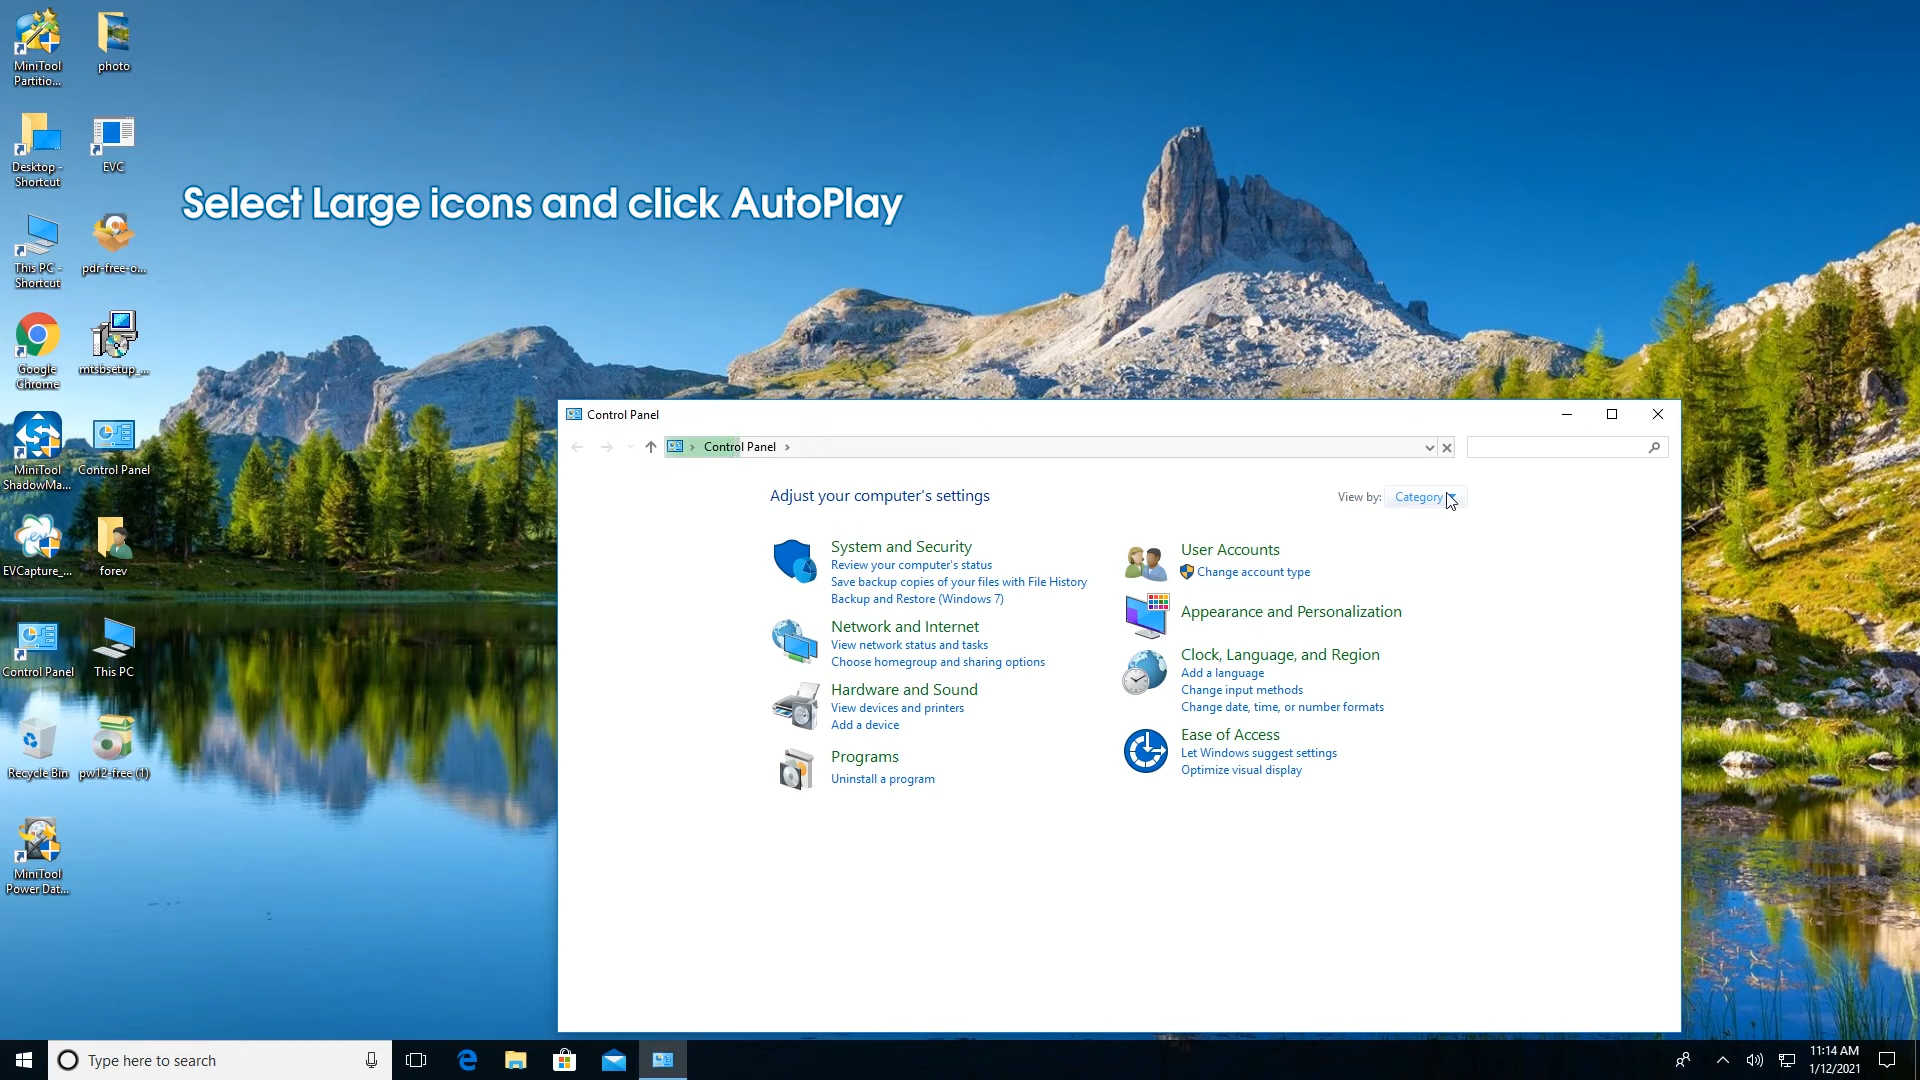 MiniTool
Partitio...
photo
Desktop -
Shortcut
EVC
This PC -
Shortcut
pdr-free-o...
Google
Chrome
mtsbsetup_...
MiniTool
ShadowMa...
Control Panel
EVCapture_...
forev
Control Panel
This PC
Recycle Bin
pw12-free (1)
MiniTool
Power Dat...
Select Large icons and click AutoPlay
Control Panel
Control Panel
Adjust your computer's settings
View by: Category
System and Security
Review your computer's status
Save backup copies of your files with File History
Backup and Restore (Windows 7)
Network and Internet
View network status and tasks
Choose homegroup and sharing options
Hardware and Sound
View devices and printers
Add a device
Programs
Uninstall a program
User Accounts
Change account type
Appearance and Personalization
Clock, Language, and Region
Add a language
Change input methods
Change date, time, or number formats
Ease of Access
Let Windows suggest settings
Optimize visual display
Type here to search
11:14 AM
1/12/2021